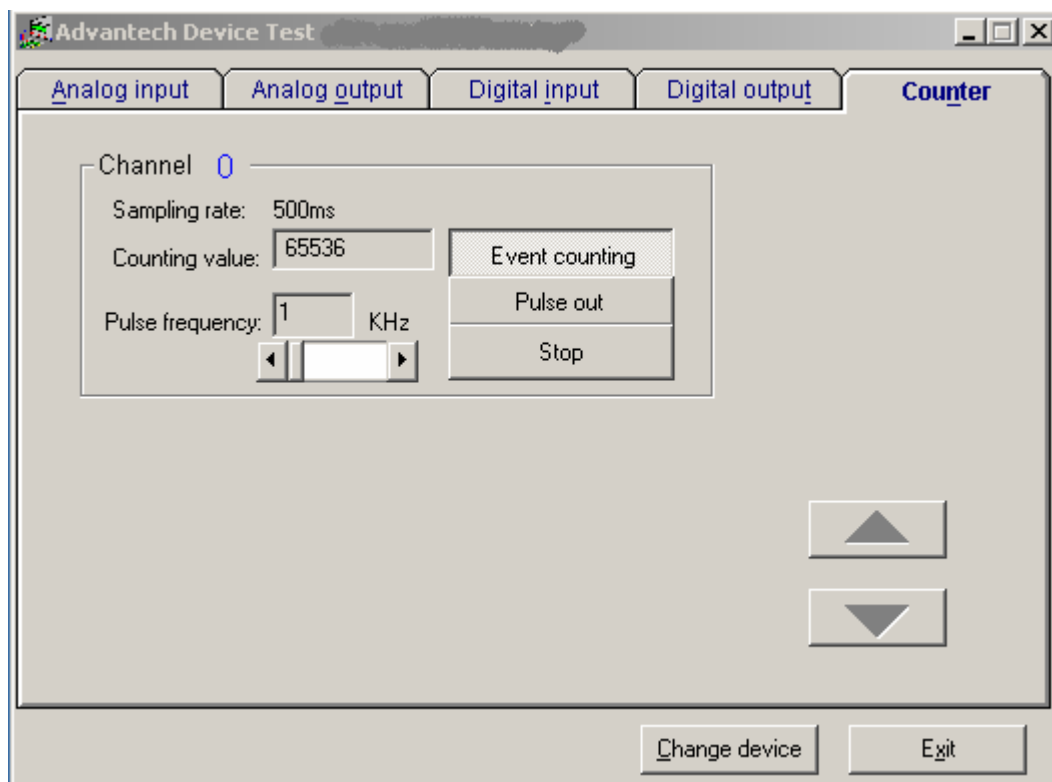 Advantech Device Test
Analog input
Analog output
Digital input
Digital output
Counter
Channel 0
Sampling rate: 500ms
Counting value: 65536
Event counting
Pulse out
Pulse frequency: 1 KHz
Stop
Change device
Exit